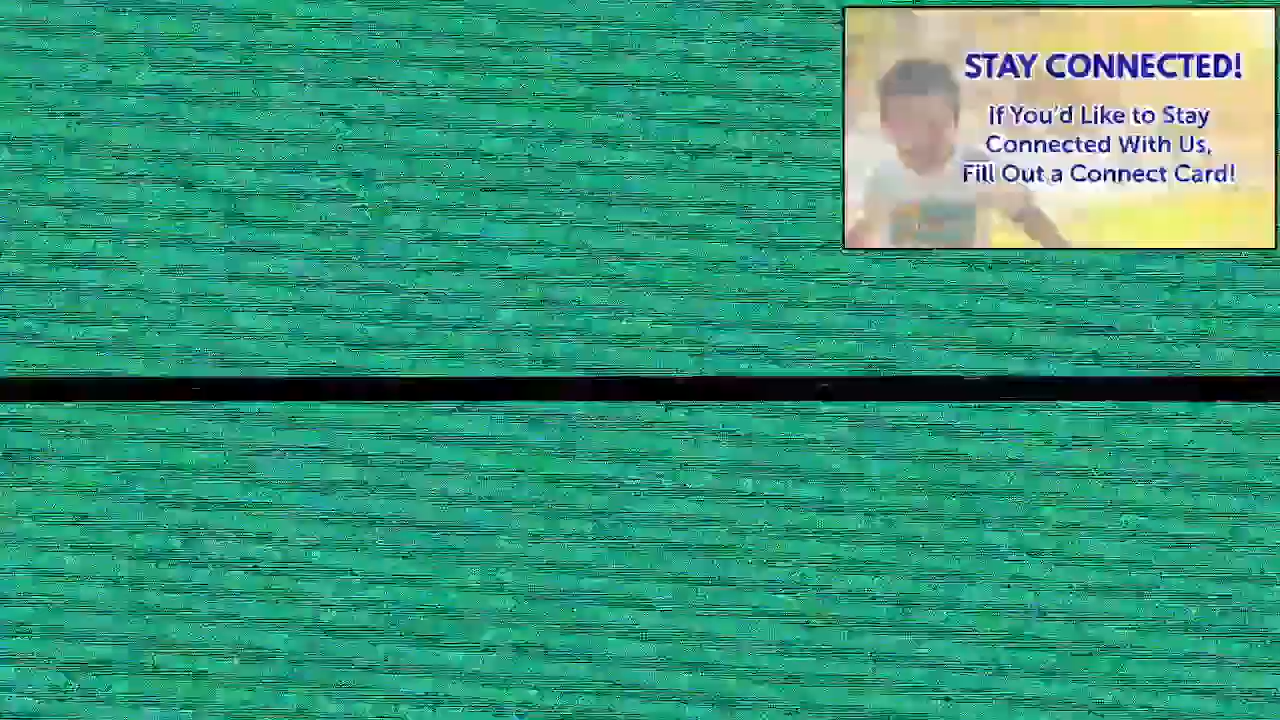 STAY CONNECTED!
If You'd Like to Stay
Connected With Us,
Fill Out a Connect Card!